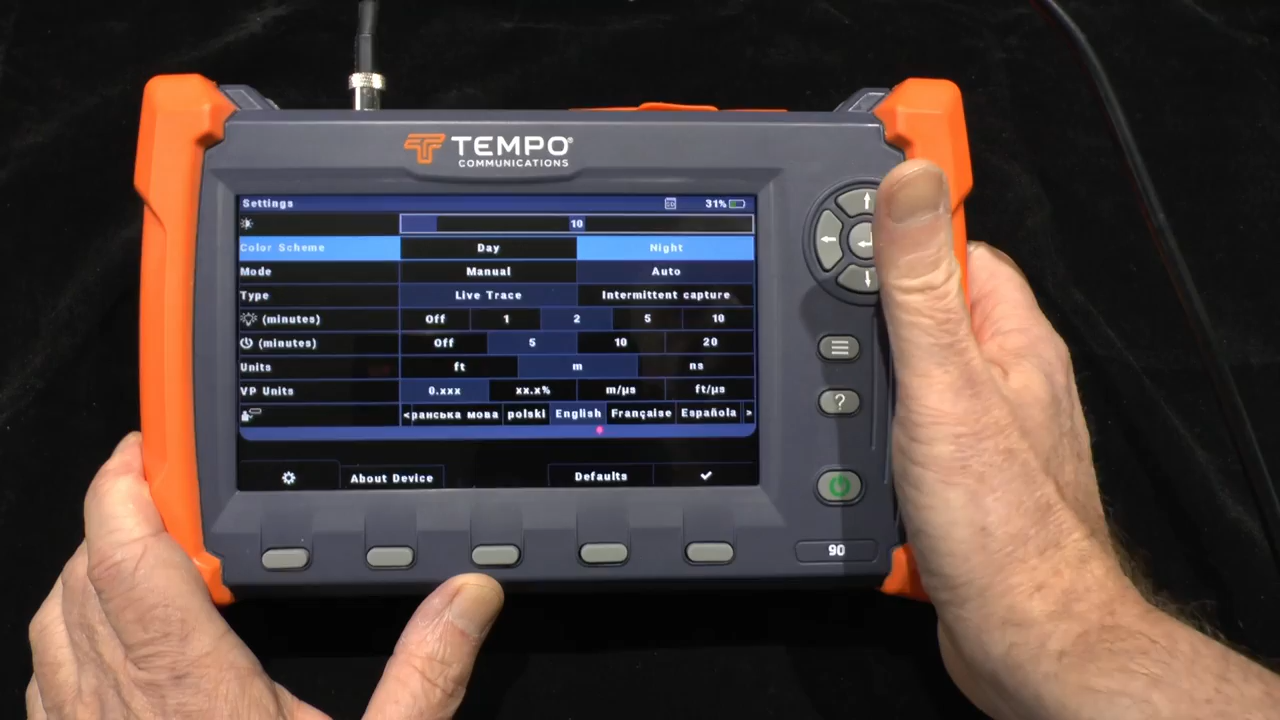 TEMPO®
COMMUNICATIONS
Settings 31%
10
Color Scheme Day Night
Mode Manual Auto
Type Live Trace Intermittent capture
(minutes) Off 1 2 5 10
(minutes) Off 5 10 20
Units ft m ns
VP Units 0.xxx xx.x% m/µs ft/µs
<ранська мова polski English Française Española >
About Device Defaults
?
90